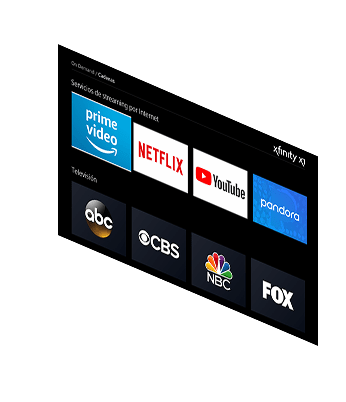 On Demand / Cadenas
Servicios de streaming por Internet
xfinity x1
prime video
NETFLIX
YouTube
pandora
Televisión
abc
CBS
NBC
FOX